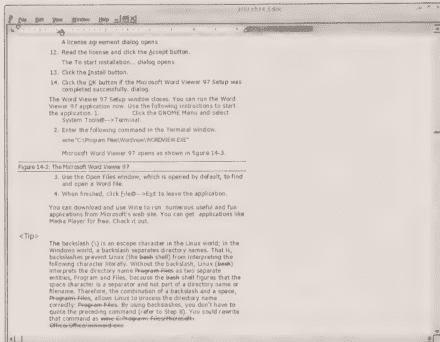 File Edit View Window Help
A license agreement dialog opens
12. Read the license and click the Accept button.
The To start installation... dialog opens
13. Click the Install button.
14. Click the OK button if the Microsoft Word Viewer 97 Setup was
completed successfully. dialog.
The Word Viewer 97 Setup window closes. You can run the Word
Viewer 97 application now. Use the following instructions to start
the application. 1. Click the GNOME Menu and select
System Tools®-->Terminal.
2. Enter the following command in the Terminal window.
wine "C:\Program Files\WordView\WORDVIEW.EXE"
Microsoft Word Viewer 97 opens as shown in figure 14-3.
Figure 14-2. The Microsoft Word Viewer 97
3. Use the Open Files window, which is opened by default, to find
and open a Word file.
4. When finished, click File®-->Exit to leave the application.
You can download and use Wine to run numerous useful and fun
applications from Microsoft's web site. You can get applications like
Media Player for free. Check it out.
<Tip>
The backslash (\) is an escape character in the Linux world; in the
Windows world, a backslash separates directory names. That is,
backslashes prevent Linux (the bash shell) from interpreting the
following character literally. Without the backslash, Linux (bash)
interprets the directory name Program Files as two separate
entities, Program and Files, because the bash shell figures that the
space character is a separator and not part of a directory name or
filename. Therefore, the combination of a backslash and a space,
Program\ Files, allows Linux to process the directory name
correctly: Program Files. By using backslashes, you don't have to
quote the preceding command (refer to Step 8). You could rewrite
that command as wine C:\Program\ Files\Microsoft\
Office\Office\winword.exe